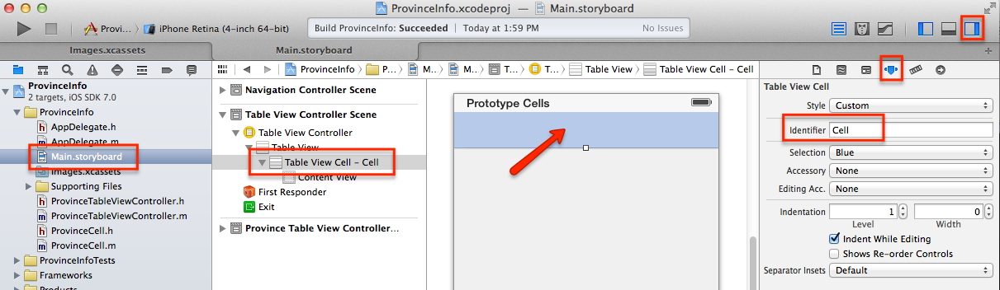 ProvinceInfo.xcodeproj — Main.storyboard
Provi... iPhone Retina (4-inch 64-bit)
Build ProvinceInfo: Succeeded | Today at 1:59 PM No Issues
Images.xcassets Main.storyboard
ProvinceInfo P... M... M... T... T... Table View Table View Cell – Cell
ProvinceInfo
2 targets, iOS SDK 7.0
ProvinceInfo
AppDelegate.h
AppDelegate.m
Main.storyboard
Images.xcassets
Supporting Files
ProvinceTableViewController.h
ProvinceTableViewController.m
ProvinceCell.h
ProvinceCell.m
ProvinceInfoTests
Frameworks
Products
Navigation Controller Scene
Table View Controller Scene
Table View Controller
Table View
Table View Cell – Cell
Content View
First Responder
Exit
Province Table View Controller...
Prototype Cells
Table View Cell
Style Custom
Identifier Cell
Selection Blue
Accessory None
Editing Acc. None
Indentation 1 0
Level Width
Indent While Editing
Shows Re-order Controls
Separator Insets Default